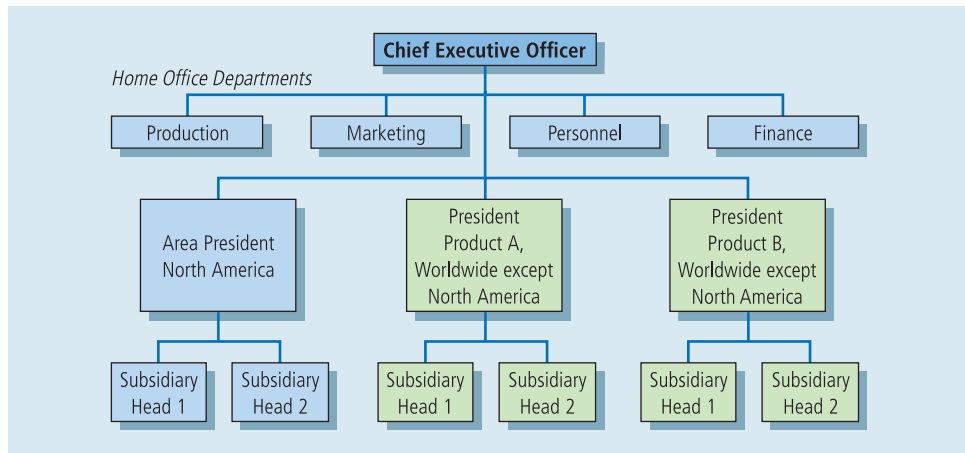 Chief Executive Officer
Home Office Departments
Production
Marketing
Personnel
Finance
Area President
North America
President
Product A,
Worldwide except
North America
President
Product B,
Worldwide except
North America
Subsidiary
Head 1
Subsidiary
Head 2
Subsidiary
Head 1
Subsidiary
Head 2
Subsidiary
Head 1
Subsidiary
Head 2